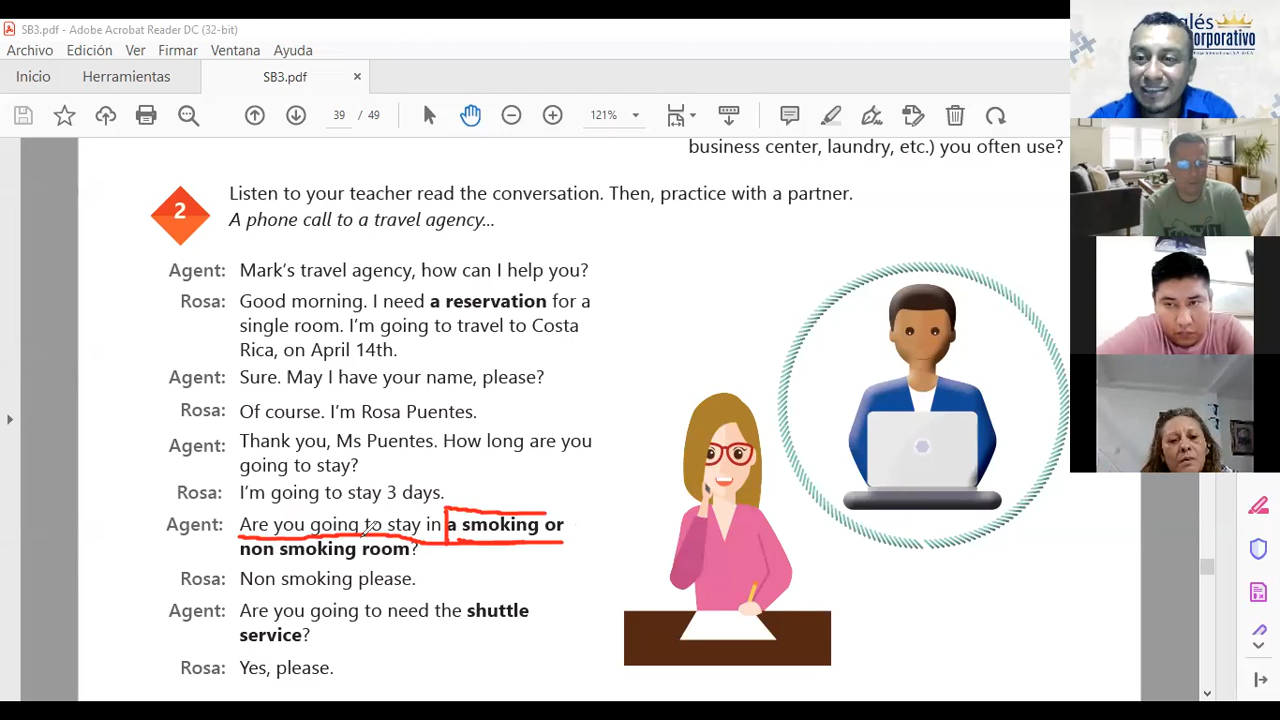 SB3.pdf - Adobe Acrobat Reader DC (32-bit)
Archivo Edición Ver Firmar Ventana Ayuda
Inicio Herramientas SB3.pdf ×
39 / 49 121%
business center, laundry, etc.) you often use?
2
Listen to your teacher read the conversation. Then, practice with a partner.
A phone call to a travel agency...
Agent: Mark's travel agency, how can I help you?
Rosa: Good morning. I need a reservation for a
single room. I'm going to travel to Costa
Rica, on April 14th.
Agent: Sure. May I have your name, please?
Rosa: Of course. I'm Rosa Puentes.
Agent: Thank you, Ms Puentes. How long are you
going to stay?
Rosa: I'm going to stay 3 days.
Agent: Are you going to stay in a smoking or
non smoking room?
Rosa: Non smoking please.
Agent: Are you going to need the shuttle
service?
Rosa: Yes, please.